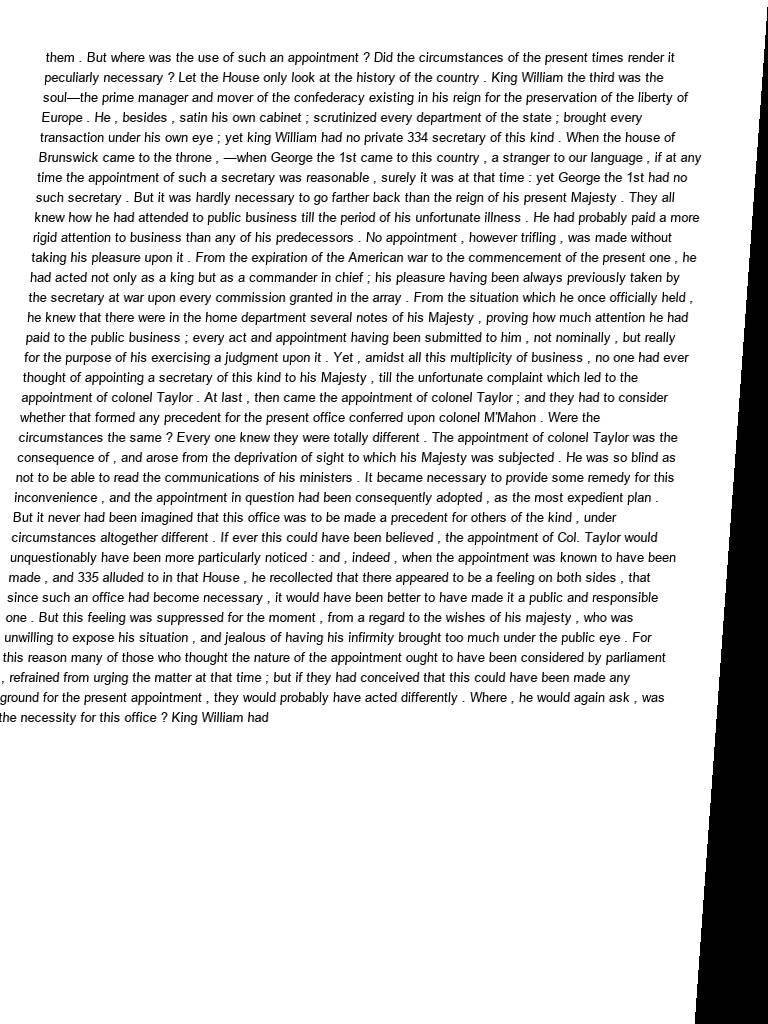 them . But where was the use of such an appointment ? Did the circumstances of the present times render it
peculiarly necessary ? Let the House only look at the history of the country . King William the third was the
soul—the prime manager and mover of the confederacy existing in his reign for the preservation of the liberty of
Europe . He , besides , satin his own cabinet ; scrutinized every department of the state ; brought every
transaction under his own eye ; yet king William had no private 334 secretary of this kind . When the house of
Brunswick came to the throne , —when George the 1st came to this country , a stranger to our language , if at any
time the appointment of such a secretary was reasonable , surely it was at that time : yet George the 1st had no
such secretary . But it was hardly necessary to go farther back than the reign of his present Majesty . They all
knew how he had attended to public business till the period of his unfortunate illness . He had probably paid a more
rigid attention to business than any of his predecessors . No appointment , however trifling , was made without
taking his pleasure upon it . From the expiration of the American war to the commencement of the present one , he
had acted not only as a king but as a commander in chief ; his pleasure having been always previously taken by
the secretary at war upon every commission granted in the array . From the situation which he once officially held ,
he knew that there were in the home department several notes of his Majesty , proving how much attention he had
paid to the public business ; every act and appointment having been submitted to him , not nominally , but really
for the purpose of his exercising a judgment upon it . Yet , amidst all this multiplicity of business , no one had ever
thought of appointing a secretary of this kind to his Majesty , till the unfortunate complaint which led to the
appointment of colonel Taylor . At last , then came the appointment of colonel Taylor ; and they had to consider
whether that formed any precedent for the present office conferred upon colonel M'Mahon . Were the
circumstances the same ? Every one knew they were totally different . The appointment of colonel Taylor was the
consequence of , and arose from the deprivation of sight to which his Majesty was subjected . He was so blind as
not to be able to read the communications of his ministers . It became necessary to provide some remedy for this
inconvenience , and the appointment in question had been consequently adopted , as the most expedient plan .
But it never had been imagined that this office was to be made a precedent for others of the kind , under
circumstances altogether different . If ever this could have been believed , the appointment of Col. Taylor would
unquestionably have been more particularly noticed : and , indeed , when the appointment was known to have been
made , and 335 alluded to in that House , he recollected that there appeared to be a feeling on both sides , that
since such an office had become necessary , it would have been better to have made it a public and responsible
one . But this feeling was suppressed for the moment , from a regard to the wishes of his majesty , who was
unwilling to expose his situation , and jealous of having his infirmity brought too much under the public eye . For
this reason many of those who thought the nature of the appointment ought to have been considered by parliament
, refrained from urging the matter at that time ; but if they had conceived that this could have been made any
ground for the present appointment , they would probably have acted differently . Where , he would again ask , was
the necessity for this office ? King William had